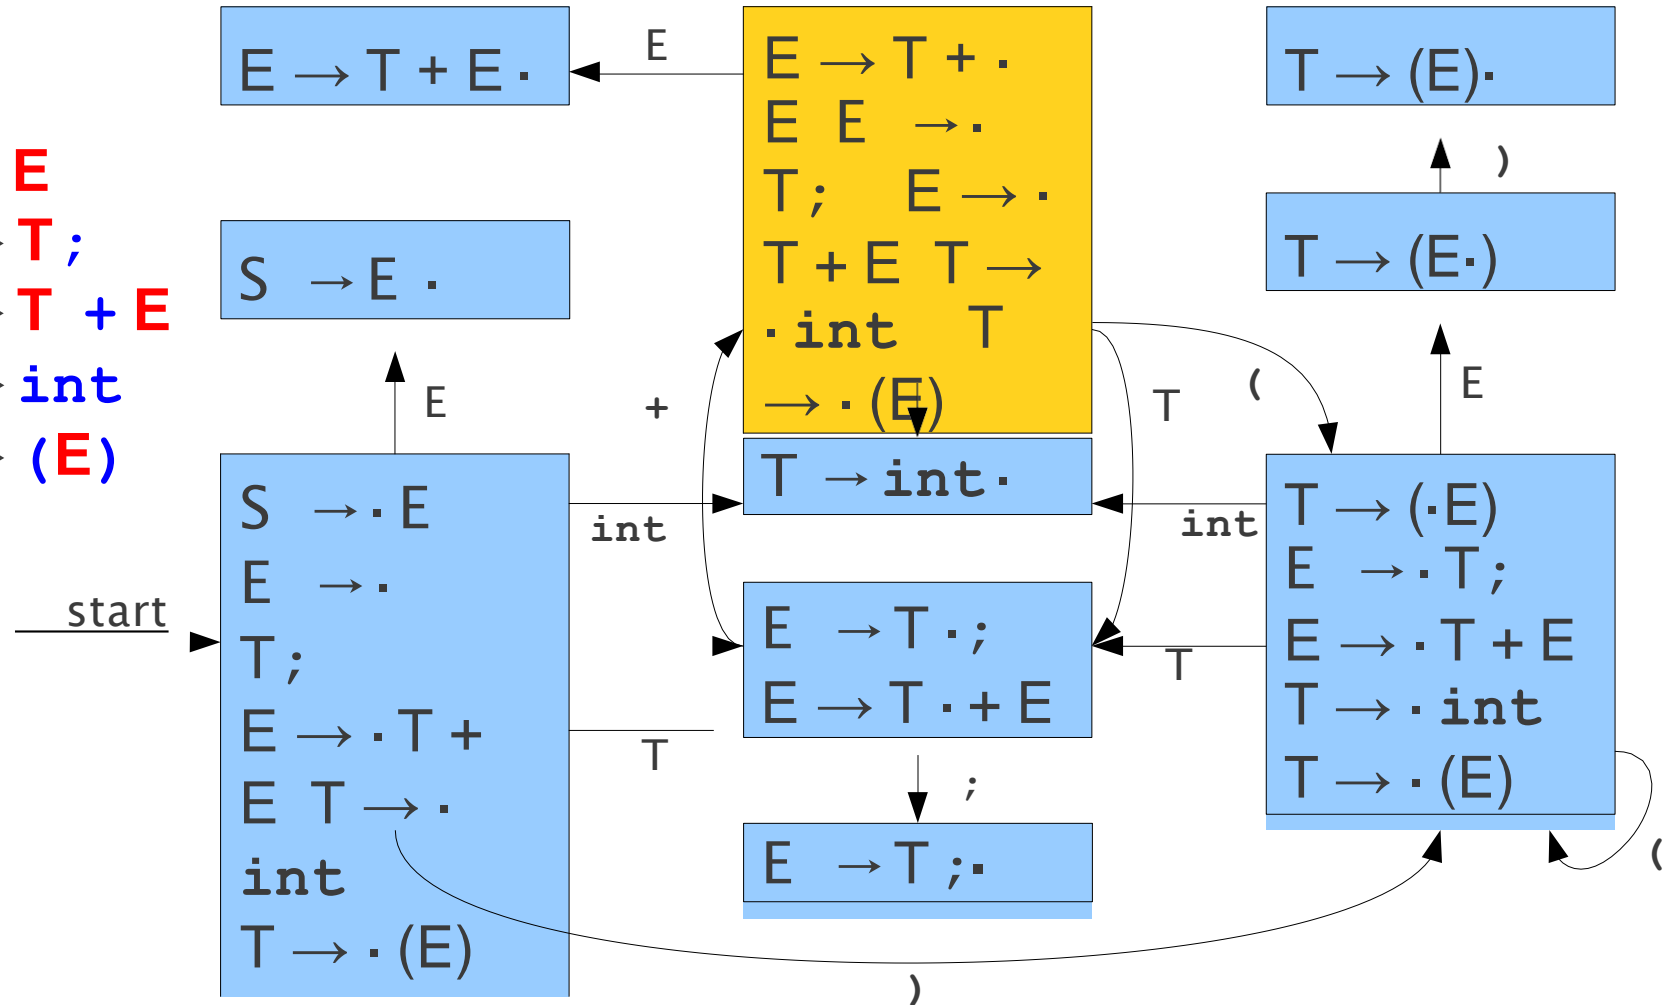 E
T ;
T + E
int
(E)
start
E → T + E ·
E
S → E ·
E
S → · E
E → ·
T ;
E → · T +
E T → ·
int
T → · (E)
E → T + ·
E E → ·
T ; E → ·
T + E T →
· int T
→ · (E)
+
T
(
T → int ·
int
int
E → T · ;
E → T · + E
T
T
;
E → T ; ·
T → (E) ·
)
T → (E · )
E
T → ( · E)
E → · T ;
E → · T + E
T → · int
T → · (E)
(
)